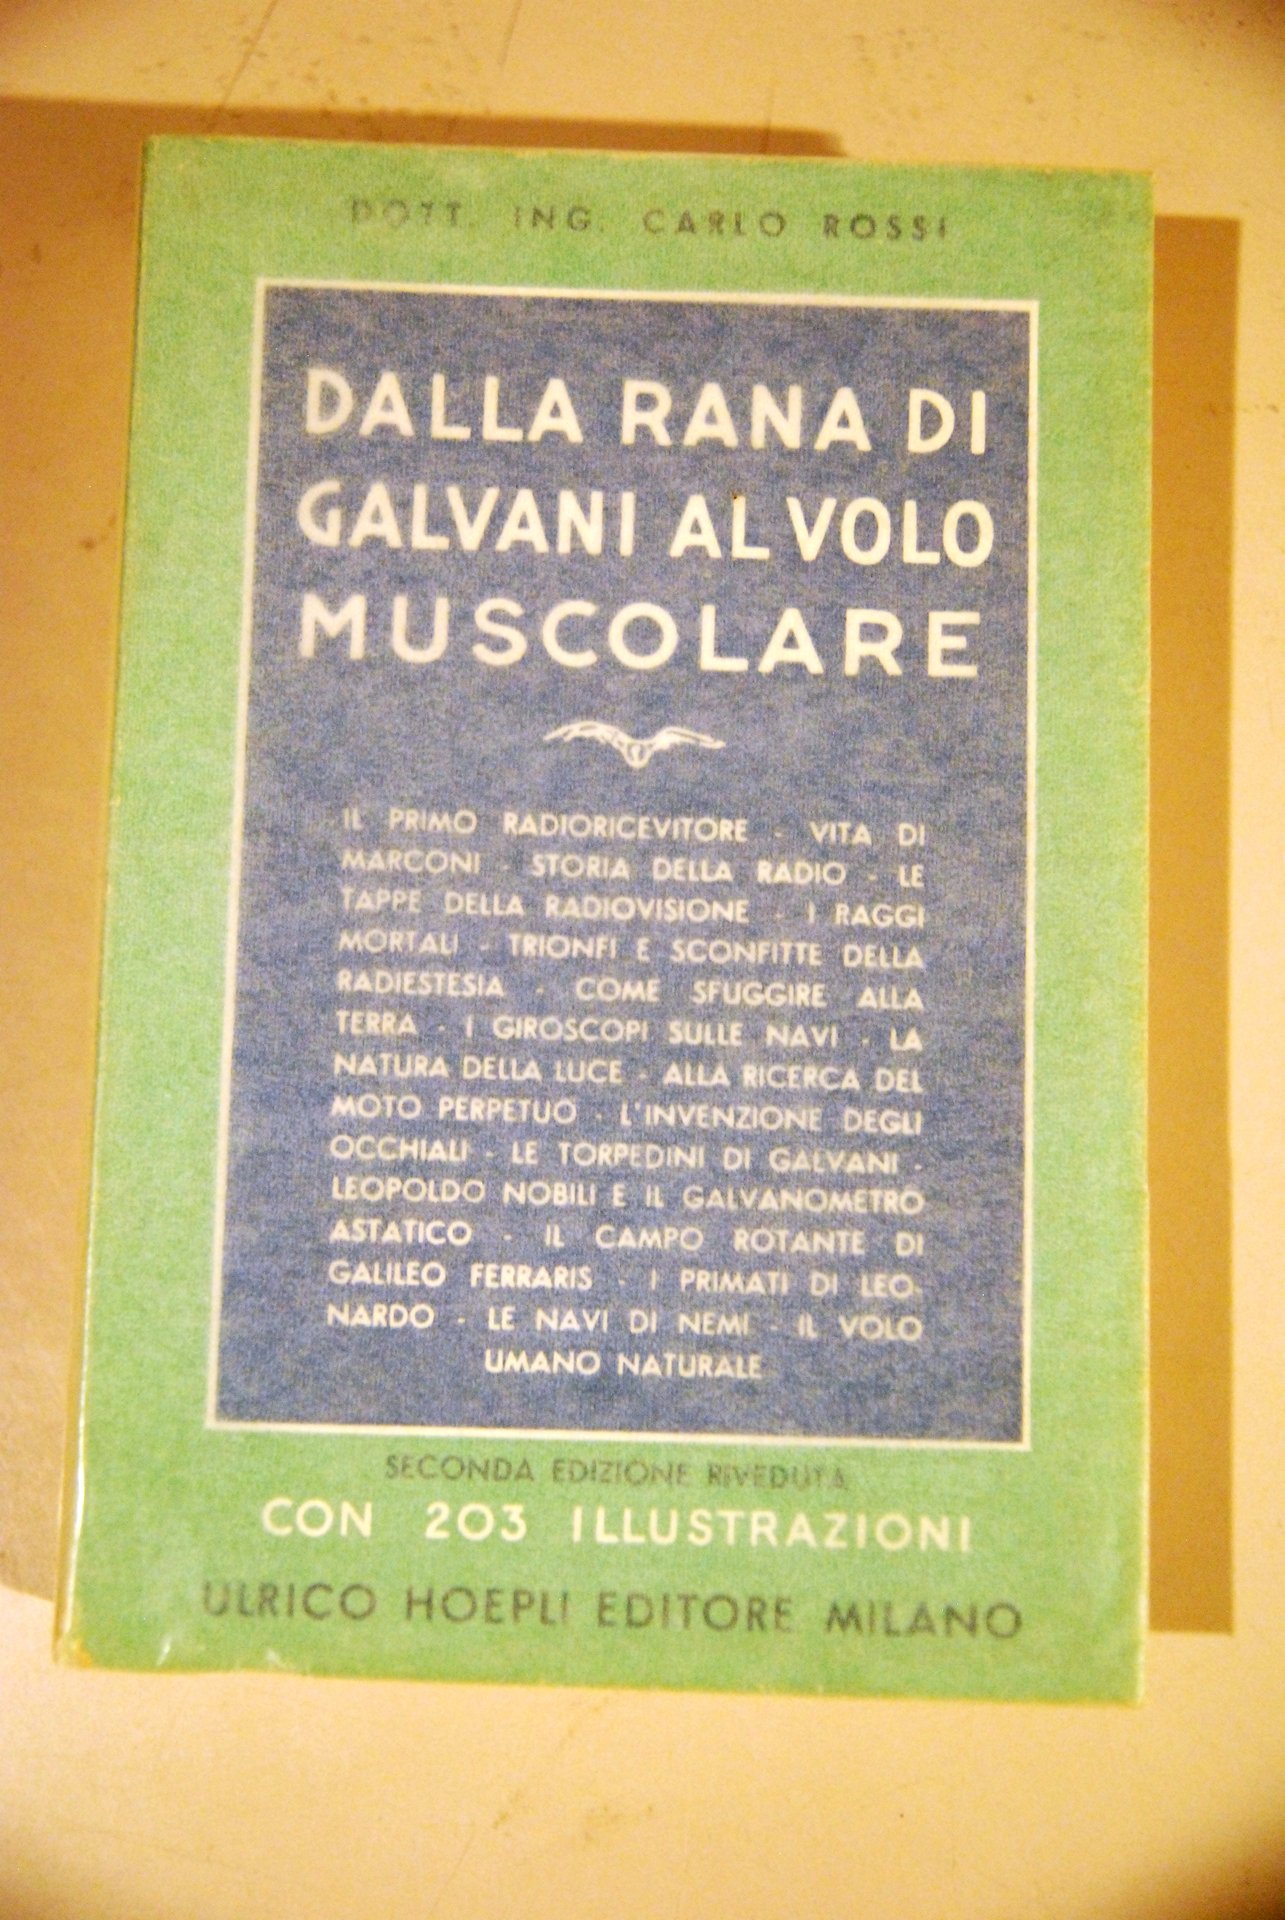 DOTT. ING. CARLO ROSSI
DALLA RANA DI
GALVANI AL VOLO
MUSCOLARE
IL PRIMO RADIORICEVITORE - VITA DI
MARCONI - STORIA DELLA RADIO - LE
TAPPE DELLA RADIOVISIONE - I RAGGI
MORTALI - TRIONFI E SCONFITTE DELLA
RADIESTESIA - COME SFUGGIRE ALLA
TERRA - I GIROSCOPI SULLE NAVI - LA
NATURA DELLA LUCE - ALLA RICERCA DEL
MOTO PERPETUO - L'INVENZIONE DEGLI
OCCHIALI - LE TORPEDINI DI GALVANI -
LEOPOLDO NOBILI E IL GALVANOMETRO
ASTATICO - IL CAMPO ROTANTE DI
GALILEO FERRARIS - I PRIMATI DI LEO-
NARDO - LE NAVI DI NEMI - IL VOLO
UMANO NATURALE
SECONDA EDIZIONE RIVEDUTA
CON 203 ILLUSTRAZIONI
ULRICO HOEPLI EDITORE MILANO